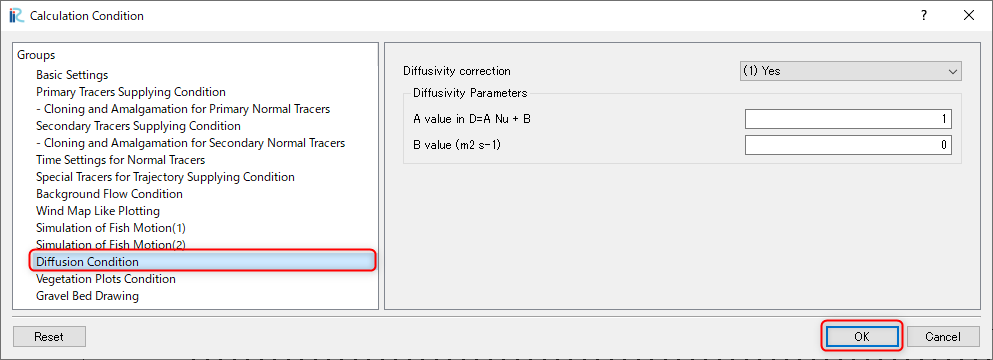 Calculation Condition
?
Groups
Basic Settings
Primary Tracers Supplying Condition
- Cloning and Amalgamation for Primary Normal Tracers
Secondary Tracers Supplying Condition
- Cloning and Amalgamation for Secondary Normal Tracers
Time Settings for Normal Tracers
Special Tracers for Trajectory Supplying Condition
Background Flow Condition
Wind Map Like Plotting
Simulation of Fish Motion(1)
Simulation of Fish Motion(2)
Diffusion Condition
Vegetation Plots Condition
Gravel Bed Drawing
Diffusivity correction
(1) Yes
Diffusivity Parameters
A value in D=A Nu + B
1
B value (m2 s-1)
0
Reset
OK
Cancel